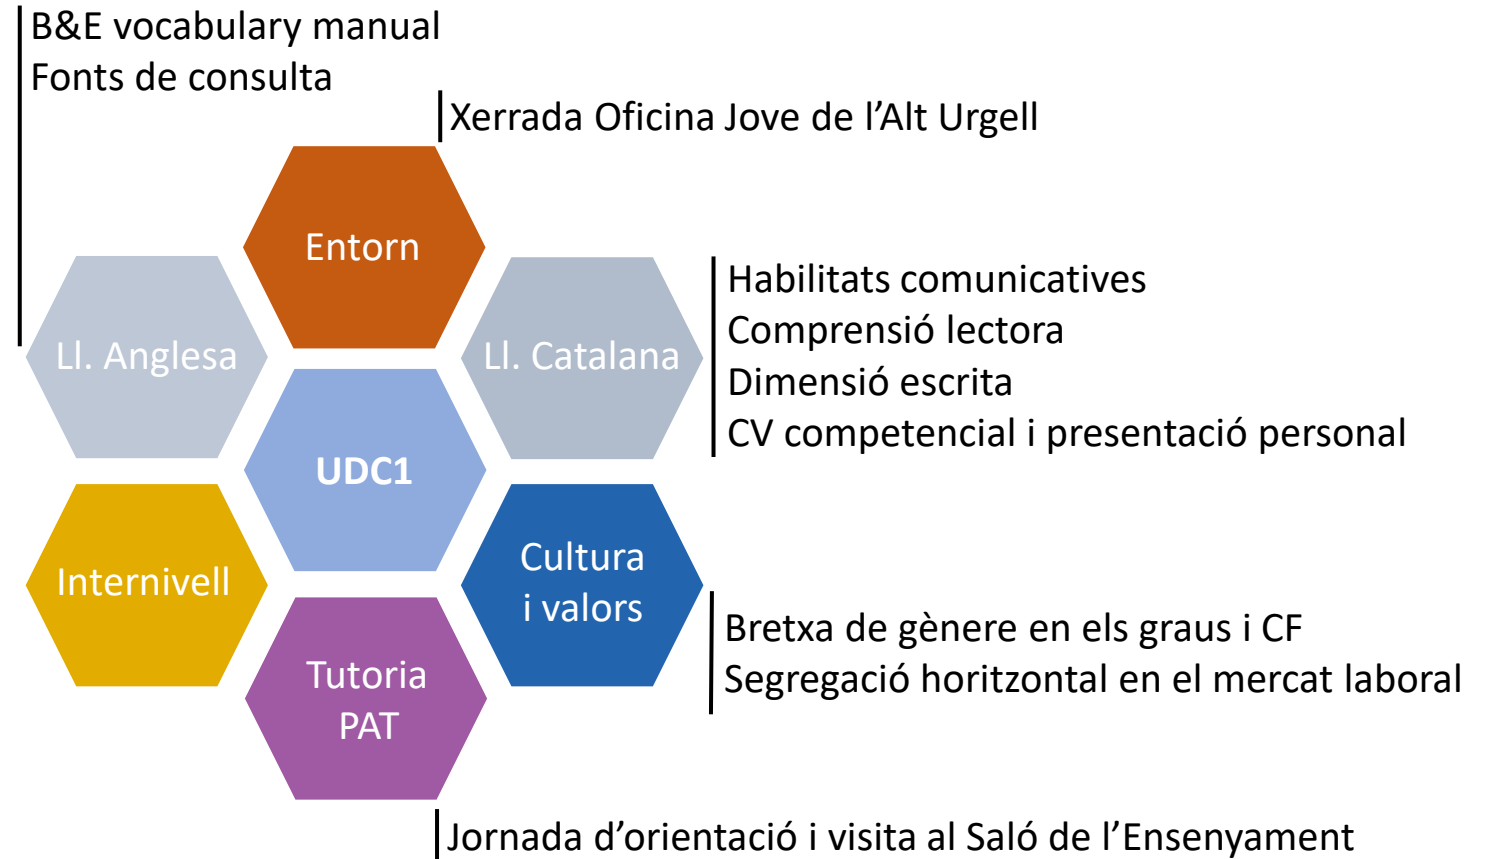 B&E vocabulary manual
Fonts de consulta
Xerrada Oficina Jove de l’Alt Urgell
Entorn
Ll. Anglesa
Ll. Catalana
Habilitats comunicatives
Comprensió lectora
Dimensió escrita
CV competencial i presentació personal
UDC1
Internivell
Cultura
i valors
Bretxa de gènere en els graus i CF
Segregació horitzontal en el mercat laboral
Tutoria
PAT
Jornada d’orientació i visita al Saló de l’Ensenyament